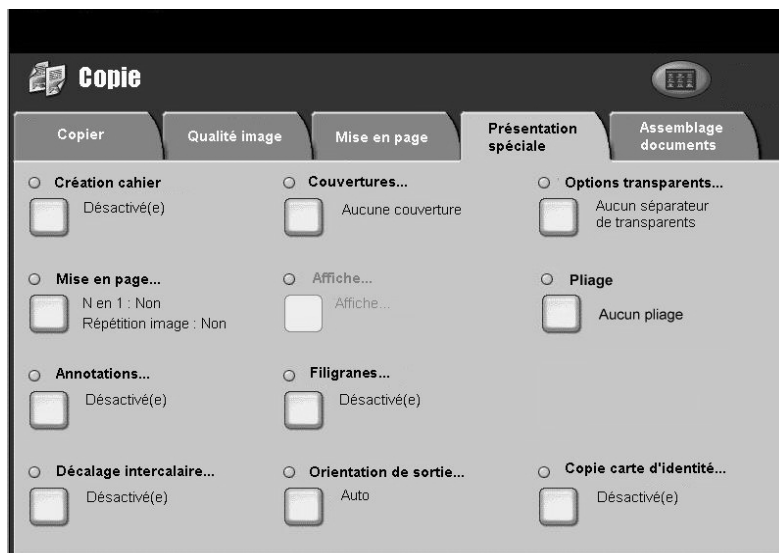 Copie
Copier
Qualité image
Mise en page
Présentation
spéciale
Assemblage
documents
Création cahier
Désactivé(e)
Couvertures...
Aucune couverture
Options transparents...
Aucun séparateur
de transparents
Mise en page...
N en 1 : Non
Répétition image : Non
Affiche...
Affiche...
Pliage
Aucun pliage
Annotations...
Désactivé(e)
Filigranes...
Désactivé(e)
Décalage intercalaire...
Désactivé(e)
Orientation de sortie...
Auto
Copie carte d'identité...
Désactivé(e)